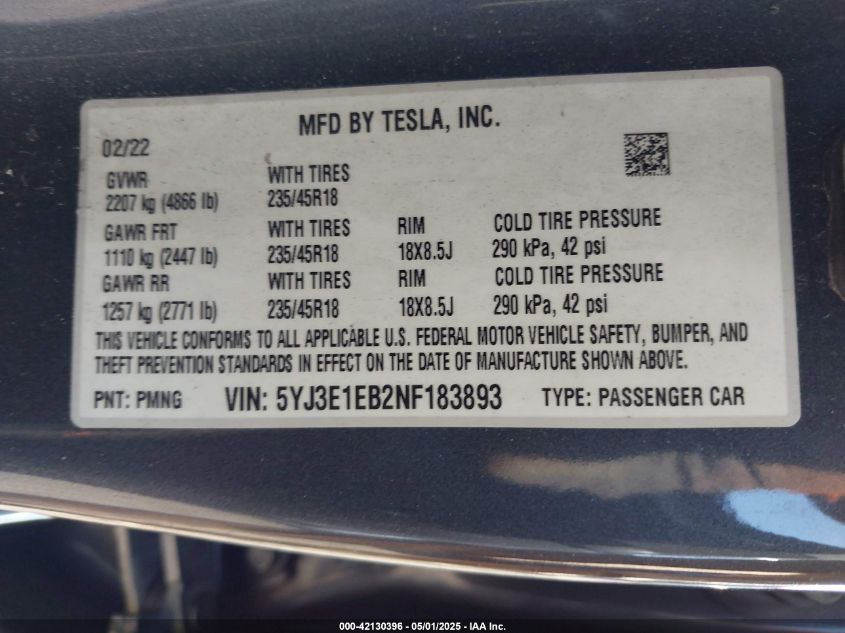 MFD BY TESLA, INC.
02/22
GVWR WITH TIRES
2207 kg (4866 lb) 235/45R18
GAWR FRT WITH TIRES RIM COLD TIRE PRESSURE
1110 kg (2447 lb) 235/45R18 18X8.5J 290 kPa, 42 psi
GAWR RR WITH TIRES RIM COLD TIRE PRESSURE
1257 kg (2771 lb) 235/45R18 18X8.5J 290 kPa, 42 psi
THIS VEHICLE CONFORMS TO ALL APPLICABLE U.S. FEDERAL MOTOR VEHICLE SAFETY, BUMPER, AND
THEFT PREVENTION STANDARDS IN EFFECT ON THE DATE OF MANUFACTURE SHOWN ABOVE.
PNT: PMNG VIN: 5YJ3E1EB2NF183893 TYPE: PASSENGER CAR
000-42130396 - 05/01/2025 - IAA Inc.